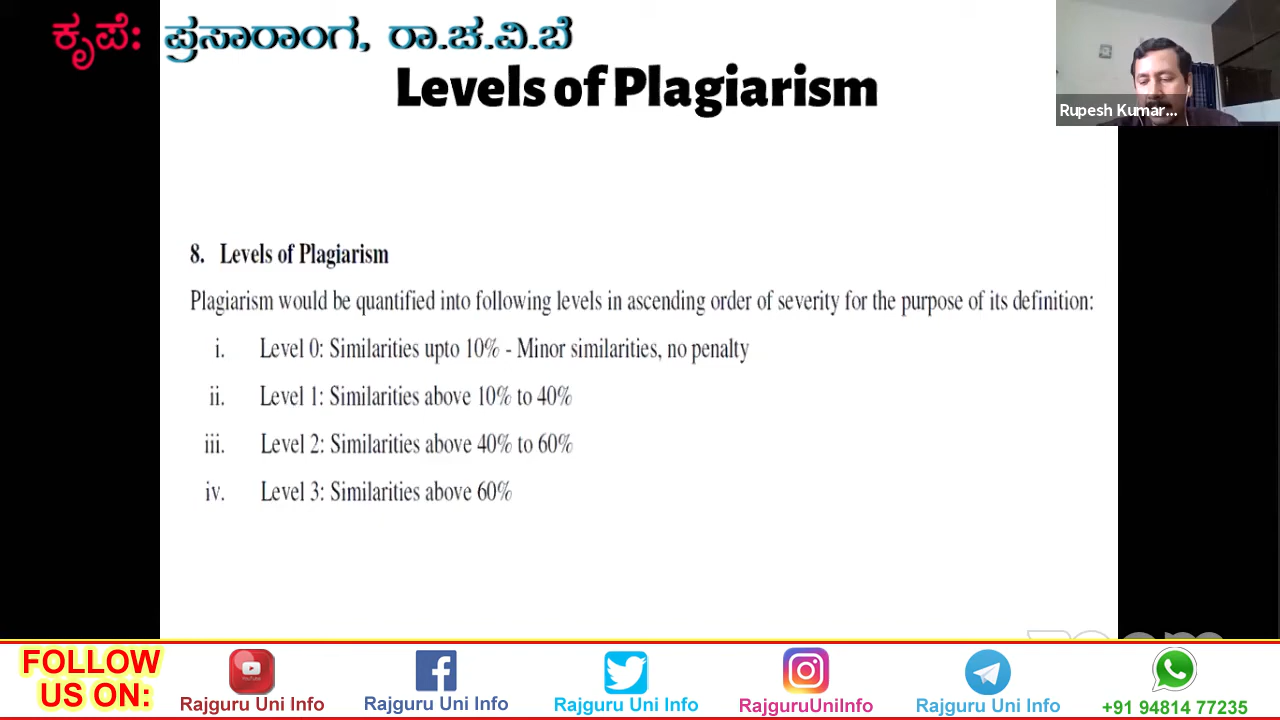 ಕೃಪೆ: ಪ್ರಸಾರಾಂಗ, ರಾ.ಚ.ವಿ.ಬೆ
Levels of Plagiarism
Rupesh Kumar...
8. Levels of Plagiarism
Plagiarism would be quantified into following levels in ascending order of severity for the purpose of its definition:
i. Level 0: Similarities upto 10% - Minor similarities, no penalty
ii. Level 1: Similarities above 10% to 40%
iii. Level 2: Similarities above 40% to 60%
iv. Level 3: Similarities above 60%
zoom
FOLLOW
US ON:
YouTube
Rajguru Uni Info
Rajguru Uni Info
Rajguru Uni Info
RajguruUniInfo
Rajguru Uni Info
+91 94814 77235